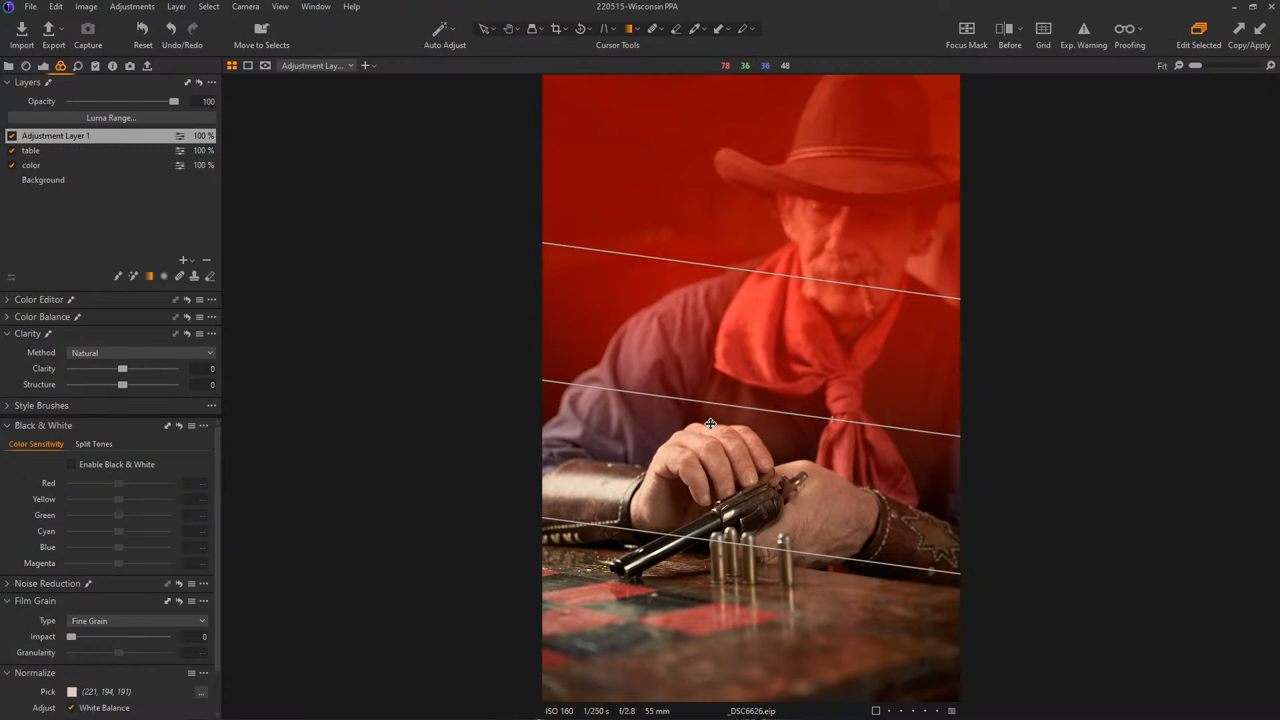 File Edit Image Adjustments Layer Select Camera View Window Help
220515-Wisconsin PPA
Import Export Capture Reset Undo/Redo Move to Selects Auto Adjust Cursor Tools Focus Mask Before Grid Exp. Warning Proofing Edit Selected Copy/Apply
Adjustment Lay...
78 36 36 48
Fit
Layers
Opacity 100
Luma Range...
Adjustment Layer 1 100 %
table 100 %
color 100 %
Background
Color Editor
Color Balance
Clarity
Method Natural
Clarity 0
Structure 0
Style Brushes
Black & White
Color Sensitivity Split Tones
Enable Black & White
Red --
Yellow --
Green --
Cyan --
Blue --
Magenta --
Noise Reduction
Film Grain
Type Fine Grain
Impact 0
Granularity --
Normalize
Pick (221, 194, 191) ...
Adjust White Balance
ISO 160 1/250 s f/2.8 55 mm _DSC6626.eip